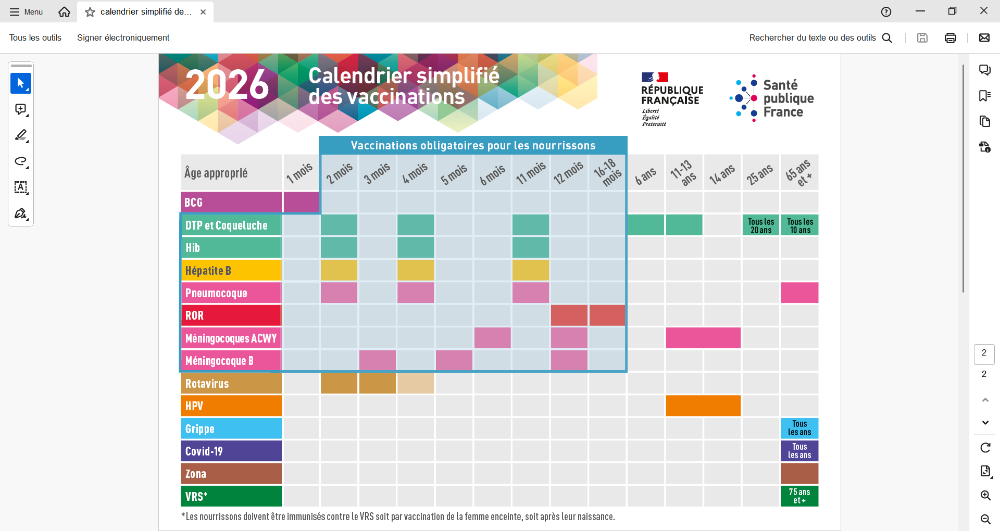 Menu
calendrier simplifié de...
Tous les outils
Signer électroniquement
Rechercher du texte ou des outils
2026
Calendrier simplifié
des vaccinations
RÉPUBLIQUE
FRANÇAISE
Liberté
Égalité
Fraternité
Santé
publique
France
Vaccinations obligatoires pour les nourrissons
Âge approprié
1 mois
2 mois
3 mois
4 mois
5 mois
6 mois
11 mois
12 mois
16-18
mois
6 ans
11-13
ans
14 ans
25 ans
65 ans
et +
BCG
DTP et Coqueluche
Tous les
20 ans
Tous les
10 ans
Hib
Hépatite B
Pneumocoque
ROR
Méningocoques ACWY
Méningocoque B
Rotavirus
HPV
Grippe
Tous
les ans
Covid-19
Tous
les ans
Zona
VRS*
75 ans
et +
*Les nourrissons doivent être immunisés contre le VRS soit par vaccination de la femme enceinte, soit après leur naissance.
2
2